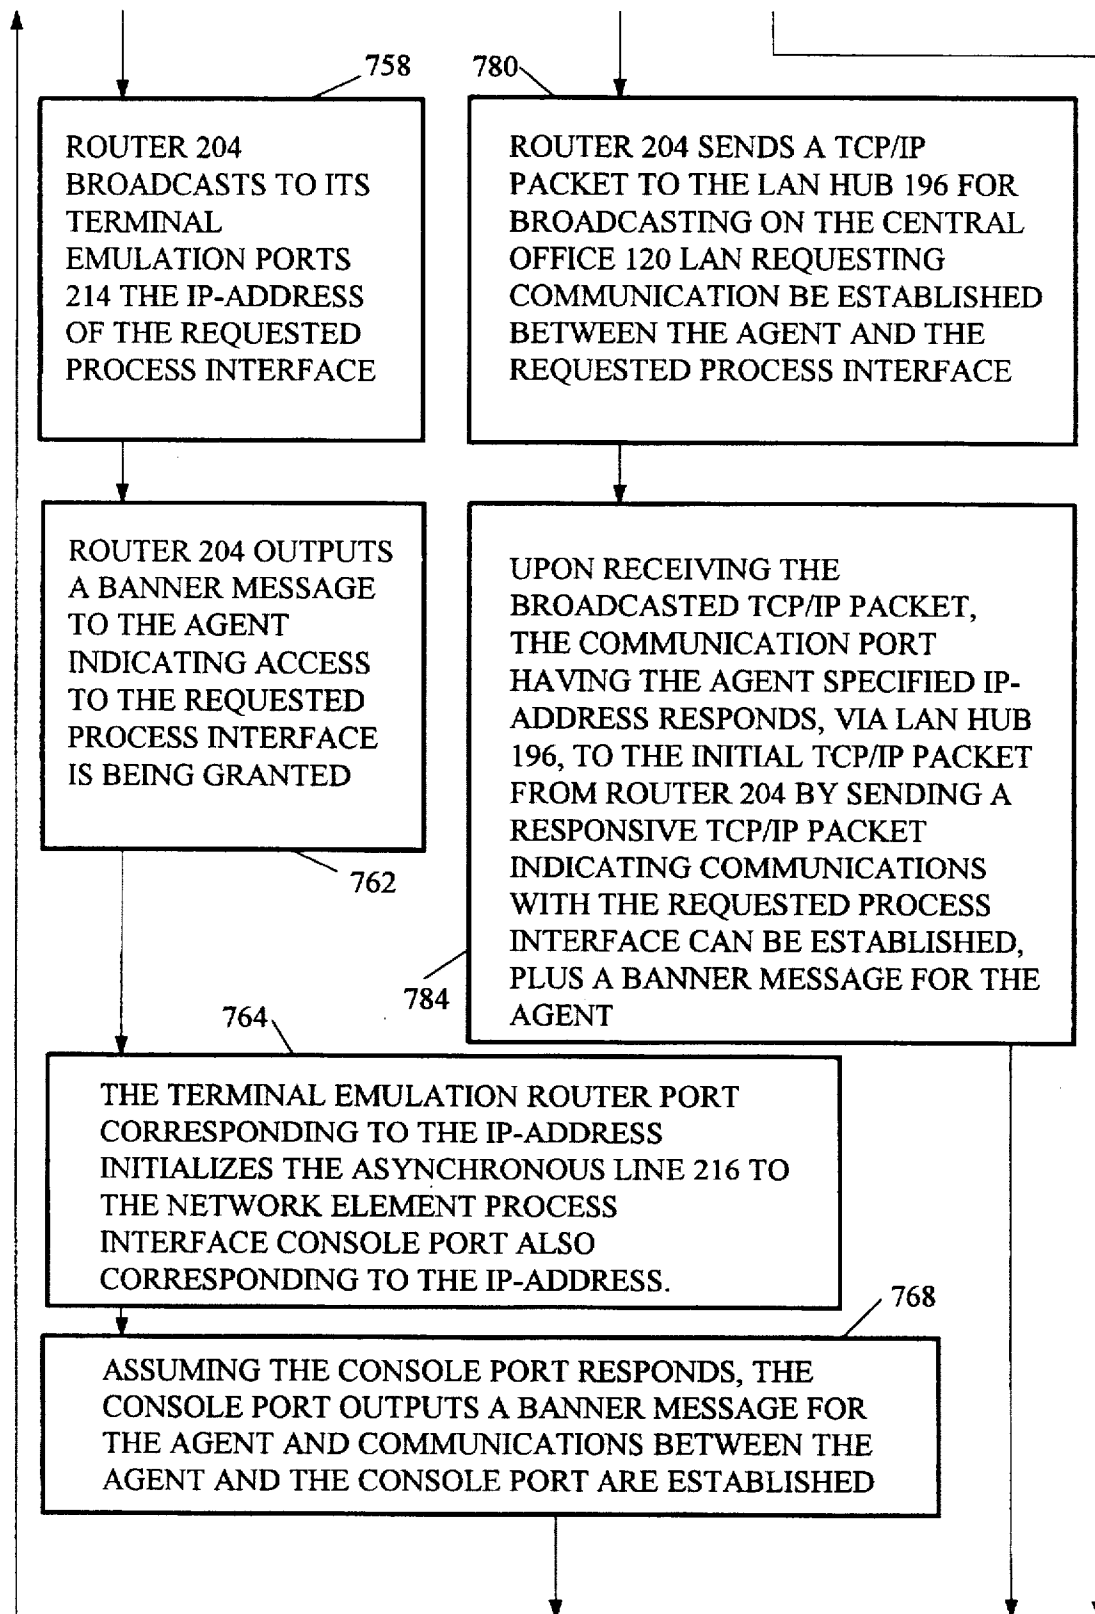 758
ROUTER 204
BROADCASTS TO ITS
TERMINAL
EMULATION PORTS
214 THE IP-ADDRESS
OF THE REQUESTED
PROCESS INTERFACE
780
ROUTER 204 SENDS A TCP/IP
PACKET TO THE LAN HUB 196 FOR
BROADCASTING ON THE CENTRAL
OFFICE 120 LAN REQUESTING
COMMUNICATION BE ESTABLISHED
BETWEEN THE AGENT AND THE
REQUESTED PROCESS INTERFACE
ROUTER 204 OUTPUTS
A BANNER MESSAGE
TO THE AGENT
INDICATING ACCESS
TO THE REQUESTED
PROCESS INTERFACE
IS BEING GRANTED
762
UPON RECEIVING THE
BROADCASTED TCP/IP PACKET,
THE COMMUNICATION PORT
HAVING THE AGENT SPECIFIED IP-
ADDRESS RESPONDS, VIA LAN HUB
196, TO THE INITIAL TCP/IP PACKET
FROM ROUTER 204 BY SENDING A
RESPONSIVE TCP/IP PACKET
INDICATING COMMUNICATIONS
WITH THE REQUESTED PROCESS
INTERFACE CAN BE ESTABLISHED,
PLUS A BANNER MESSAGE FOR THE
AGENT
784
764
THE TERMINAL EMULATION ROUTER PORT
CORRESPONDING TO THE IP-ADDRESS
INITIALIZES THE ASYNCHRONOUS LINE 216 TO
THE NETWORK ELEMENT PROCESS
INTERFACE CONSOLE PORT ALSO
CORRESPONDING TO THE IP-ADDRESS.
768
ASSUMING THE CONSOLE PORT RESPONDS, THE
CONSOLE PORT OUTPUTS A BANNER MESSAGE FOR
THE AGENT AND COMMUNICATIONS BETWEEN THE
AGENT AND THE CONSOLE PORT ARE ESTABLISHED